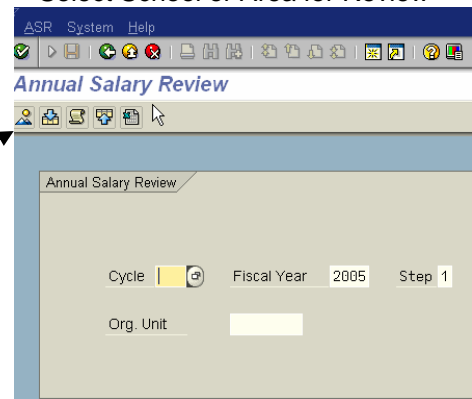 Select School or Area for Review
ASR System Help
Annual Salary Review
Annual Salary Review
Cycle Fiscal Year 2005 Step 1
Org. Unit